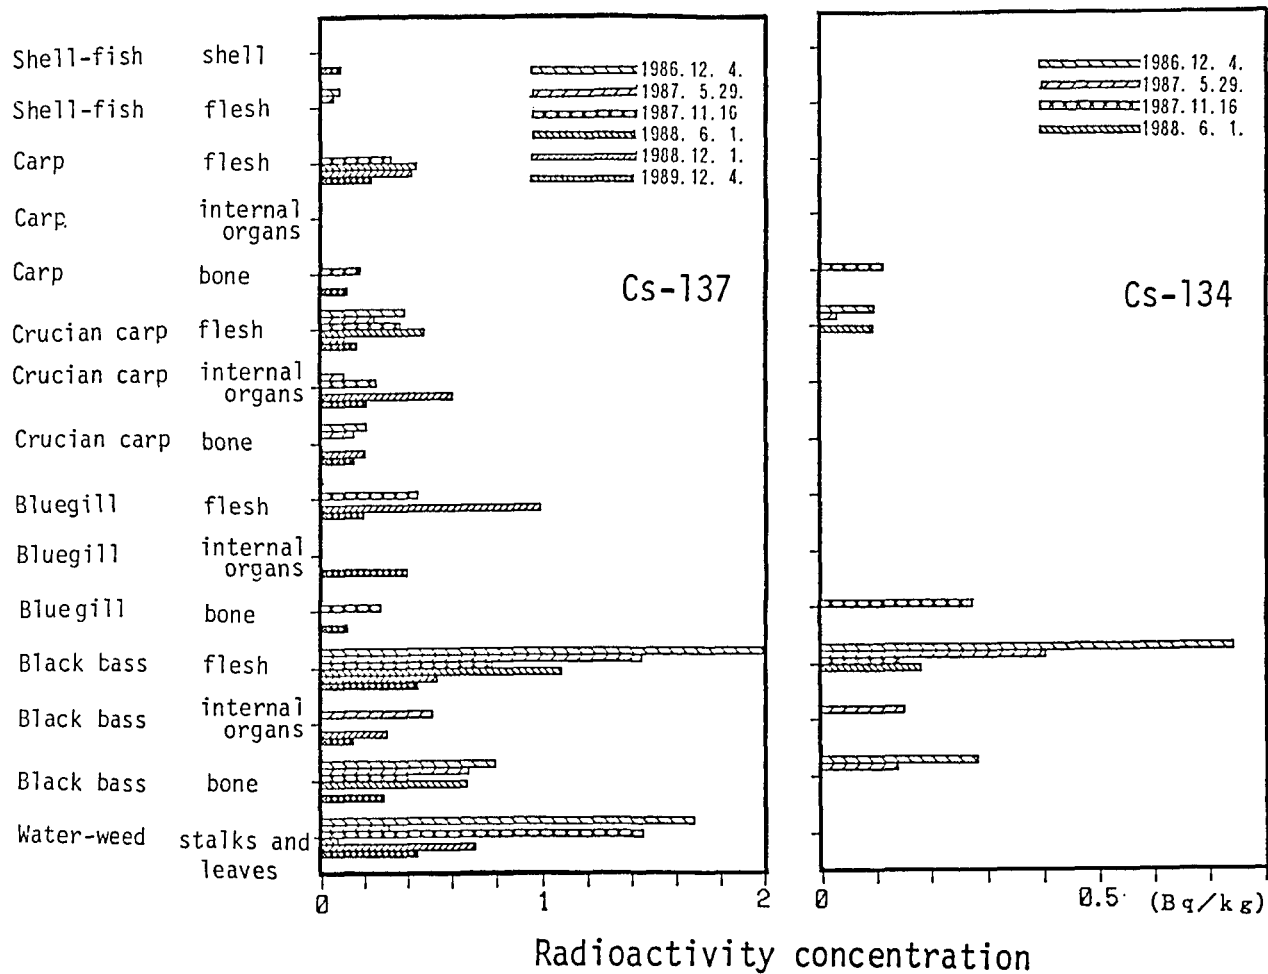 Shell-fish shell
Shell-fish flesh
Carp flesh
Carp internal
organs
Carp bone
Crucian carp flesh
Crucian carp internal
organs
Crucian carp bone
Bluegill flesh
Bluegill internal
organs
Bluegill bone
Black bass flesh
Black bass internal
organs
Black bass bone
Water-weed stalks and
leaves
1986.12. 4.
1987. 5.29.
1987.11.16
1988. 6. 1.
1988.12. 1.
1989.12. 4.
Cs-137
0 1 2
1986.12. 4.
1987. 5.29.
1987.11.16
1988. 6. 1.
Cs-134
0 0.5 (Bq/kg)
Radioactivity concentration